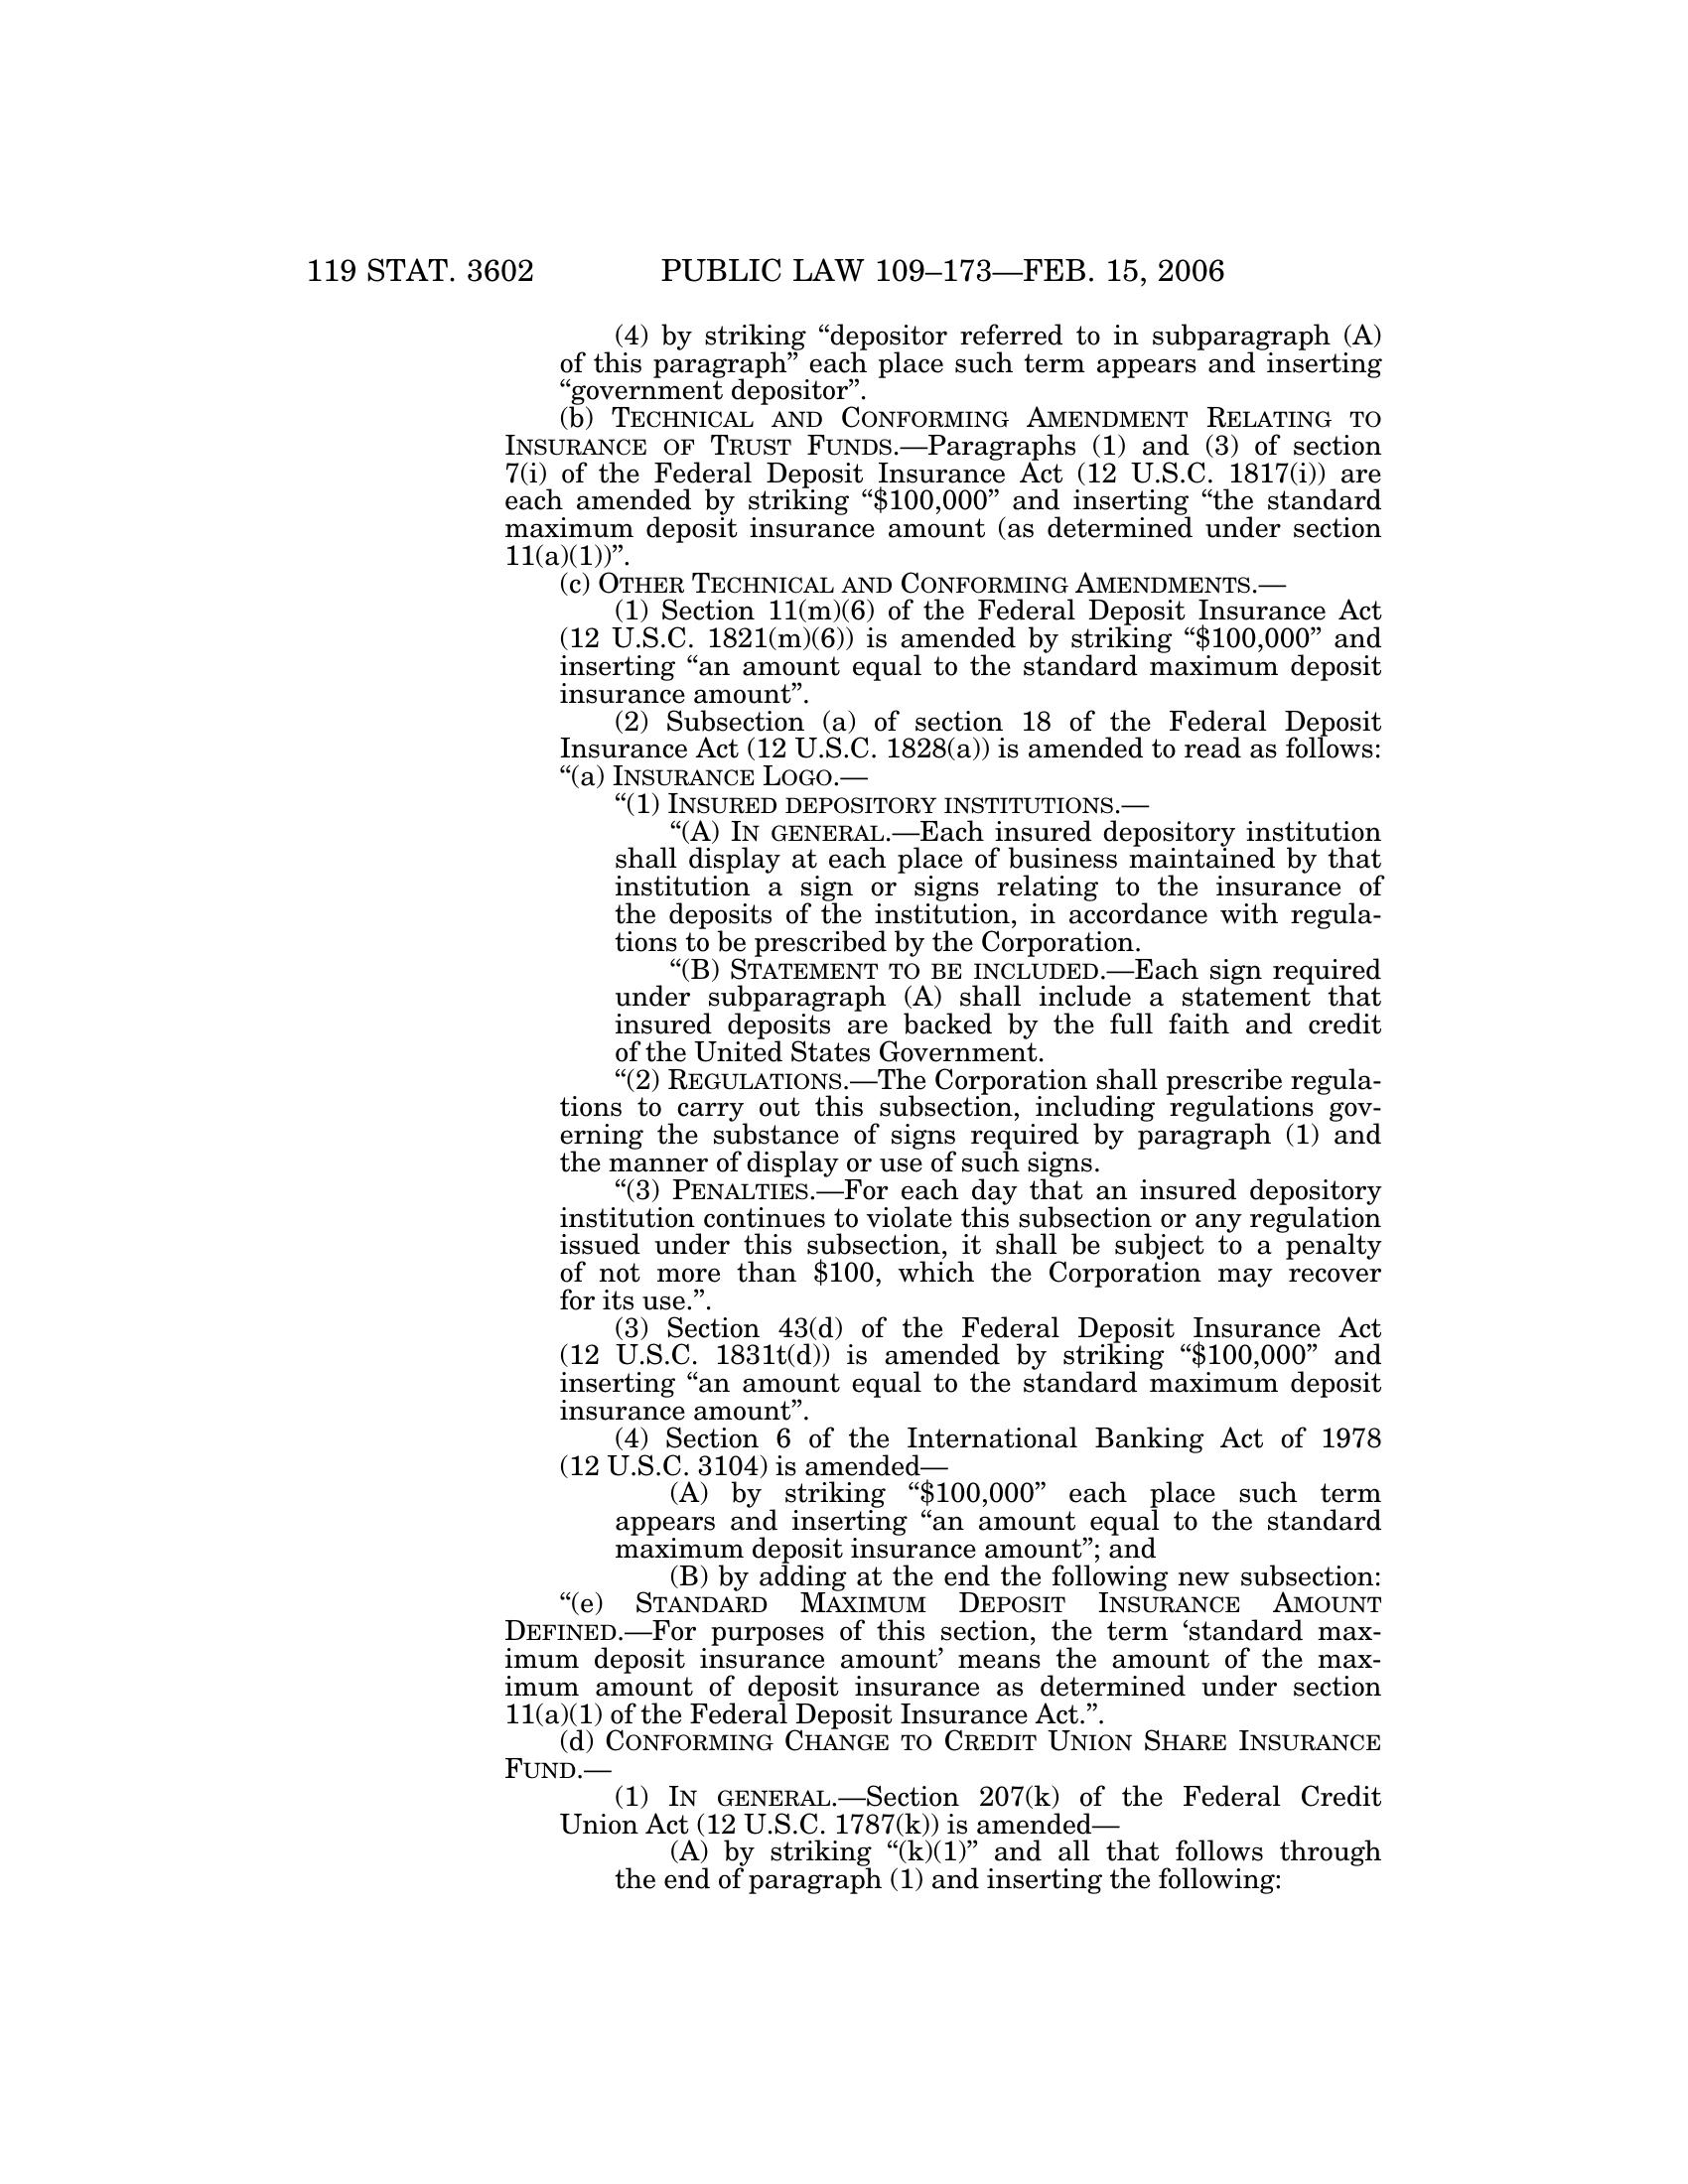 119 STAT. 3602 PUBLIC LAW 109–173—FEB. 15, 2006
(4) by striking “depositor referred to in subparagraph (A)
of this paragraph” each place such term appears and inserting
“government depositor”.
(b) TECHNICAL AND CONFORMING AMENDMENT RELATING TO
INSURANCE OF TRUST FUNDS.—Paragraphs (1) and (3) of section
7(i) of the Federal Deposit Insurance Act (12 U.S.C. 1817(i)) are
each amended by striking “$100,000” and inserting “the standard
maximum deposit insurance amount (as determined under section
11(a)(1))”.
(c) OTHER TECHNICAL AND CONFORMING AMENDMENTS.—
(1) Section 11(m)(6) of the Federal Deposit Insurance Act
(12 U.S.C. 1821(m)(6)) is amended by striking “$100,000” and
inserting “an amount equal to the standard maximum deposit
insurance amount”.
(2) Subsection (a) of section 18 of the Federal Deposit
Insurance Act (12 U.S.C. 1828(a)) is amended to read as follows:
“(a) INSURANCE LOGO.—
“(1) INSURED DEPOSITORY INSTITUTIONS.—
“(A) IN GENERAL.—Each insured depository institution
shall display at each place of business maintained by that
institution a sign or signs relating to the insurance of
the deposits of the institution, in accordance with regula-
tions to be prescribed by the Corporation.
“(B) STATEMENT TO BE INCLUDED.—Each sign required
under subparagraph (A) shall include a statement that
insured deposits are backed by the full faith and credit
of the United States Government.
“(2) REGULATIONS.—The Corporation shall prescribe regula-
tions to carry out this subsection, including regulations gov-
erning the substance of signs required by paragraph (1) and
the manner of display or use of such signs.
“(3) PENALTIES.—For each day that an insured depository
institution continues to violate this subsection or any regulation
issued under this subsection, it shall be subject to a penalty
of not more than $100, which the Corporation may recover
for its use.”.
(3) Section 43(d) of the Federal Deposit Insurance Act
(12 U.S.C. 1831t(d)) is amended by striking “$100,000” and
inserting “an amount equal to the standard maximum deposit
insurance amount”.
(4) Section 6 of the International Banking Act of 1978
(12 U.S.C. 3104) is amended—
(A) by striking “$100,000” each place such term
appears and inserting “an amount equal to the standard
maximum deposit insurance amount”; and
(B) by adding at the end the following new subsection:
“(e) STANDARD MAXIMUM DEPOSIT INSURANCE AMOUNT
DEFINED.—For purposes of this section, the term ‘standard max-
imum deposit insurance amount’ means the amount of the max-
imum amount of deposit insurance as determined under section
11(a)(1) of the Federal Deposit Insurance Act.”.
(d) CONFORMING CHANGE TO CREDIT UNION SHARE INSURANCE
FUND.—
(1) IN GENERAL.—Section 207(k) of the Federal Credit
Union Act (12 U.S.C. 1787(k)) is amended—
(A) by striking “(k)(1)” and all that follows through
the end of paragraph (1) and inserting the following: